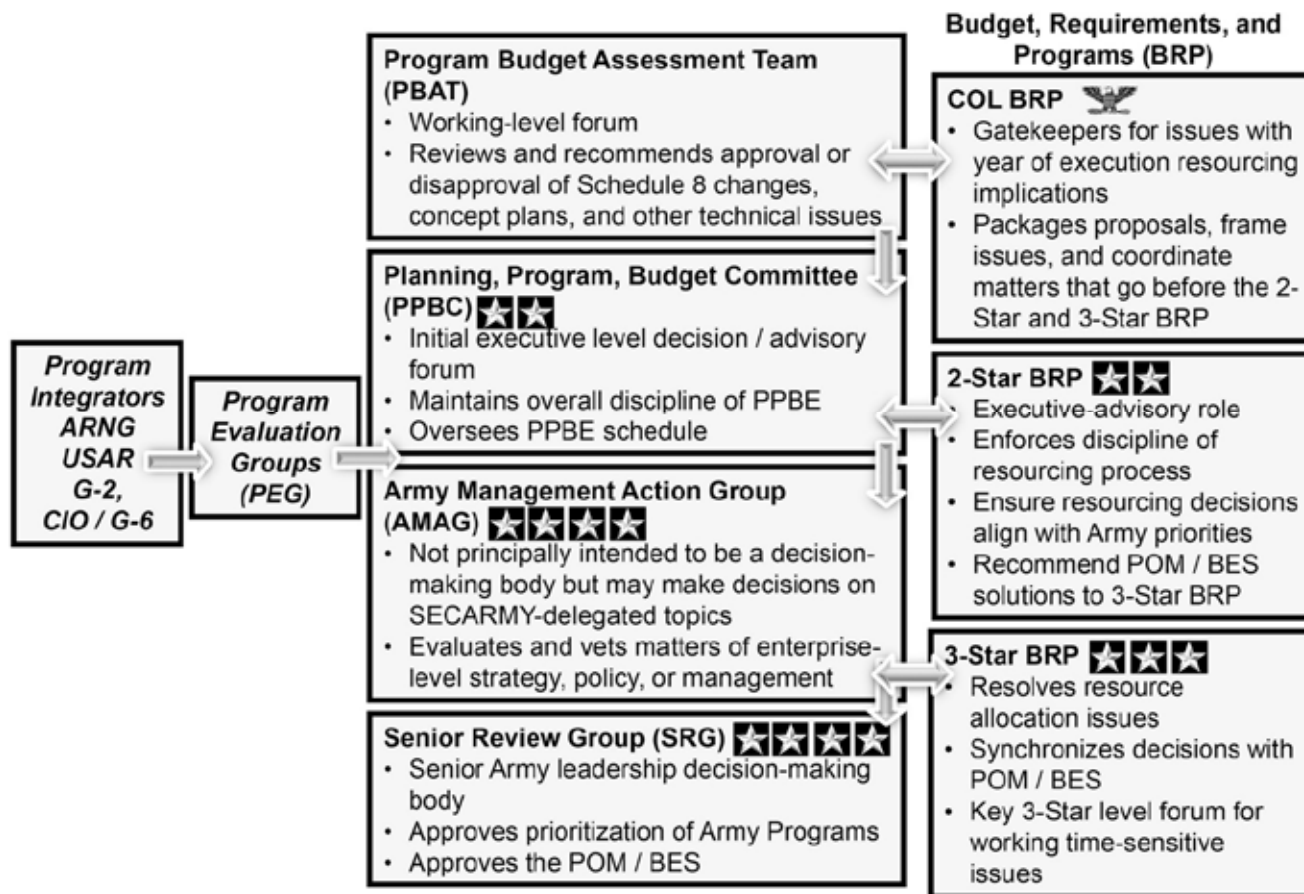 Program
Integrators
ARNG
USAR
G-2,
CIO / G-6
Program
Evaluation
Groups
(PEG)
Program Budget Assessment Team
(PBAT)
• Working-level forum
• Reviews and recommends approval or
disapproval of Schedule 8 changes,
concept plans, and other technical issues
Planning, Program, Budget Committee
(PPBC)
• Initial executive level decision / advisory
forum
• Maintains overall discipline of PPBE
• Oversees PPBE schedule
Army Management Action Group
(AMAG)
• Not principally intended to be a decision-
making body but may make decisions on
SECARMY-delegated topics
• Evaluates and vets matters of enterprise-
level strategy, policy, or management
Senior Review Group (SRG)
• Senior Army leadership decision-making
body
• Approves prioritization of Army Programs
• Approves the POM / BES
Budget, Requirements, and
Programs (BRP)
COL BRP
• Gatekeepers for issues with
year of execution resourcing
implications
• Packages proposals, frame
issues, and coordinate
matters that go before the 2-
Star and 3-Star BRP
2-Star BRP
• Executive-advisory role
• Enforces discipline of
resourcing process
• Ensure resourcing decisions
align with Army priorities
• Recommend POM / BES
solutions to 3-Star BRP
3-Star BRP
• Resolves resource
allocation issues
• Synchronizes decisions with
POM / BES
• Key 3-Star level forum for
working time-sensitive
issues